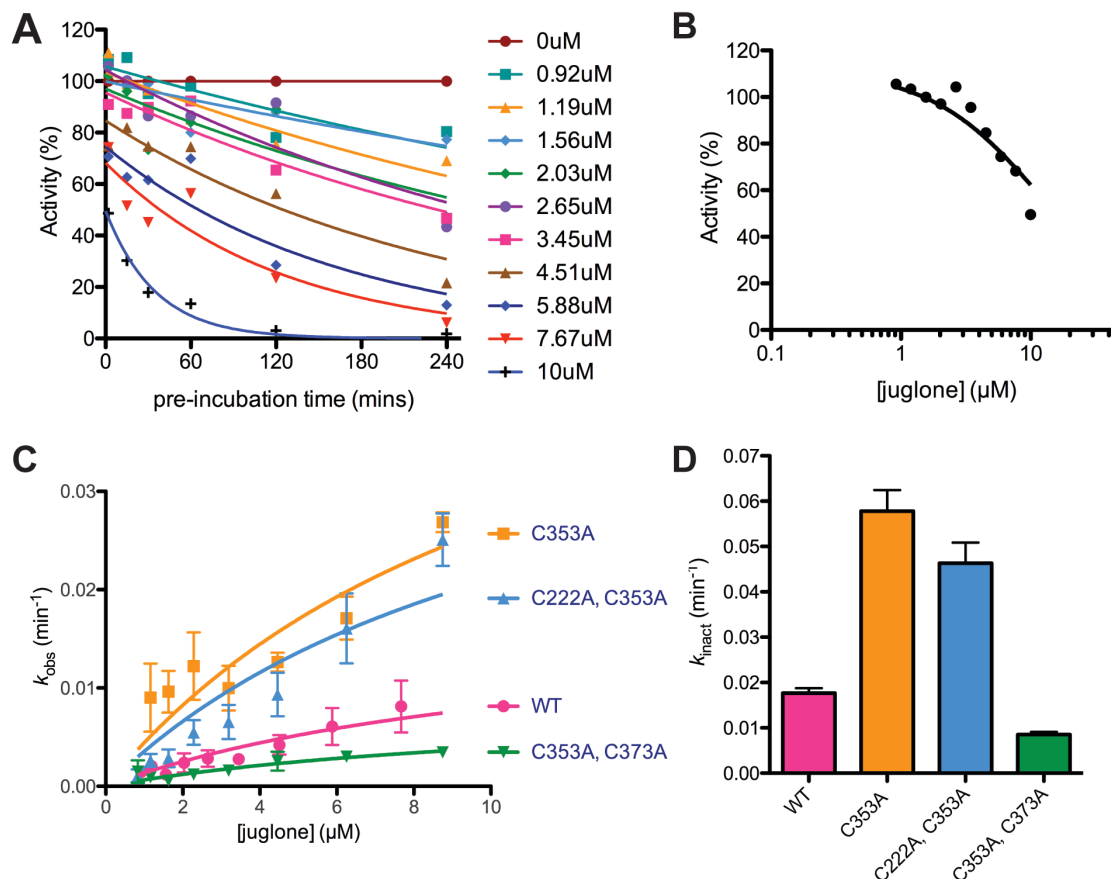 A
Activity (%)
120
100
80
60
40
20
0
0
60
120
180
240
pre-incubation time (mins)
0uM
0.92uM
1.19uM
1.56uM
2.03uM
2.65uM
3.45uM
4.51uM
5.88uM
7.67uM
10uM
B
Activity (%)
120
100
80
60
40
20
0
0.1
1
10
[juglone] (µM)
C
kobs (min⁻¹)
0.03
0.02
0.01
0.00
0
2
4
6
8
10
[juglone] (µM)
C353A
C222A, C353A
WT
C353A, C373A
D
kinact (min⁻¹)
0.07
0.06
0.05
0.04
0.03
0.02
0.01
0.00
WT
C353A
C222A, C353A
C353A, C373A